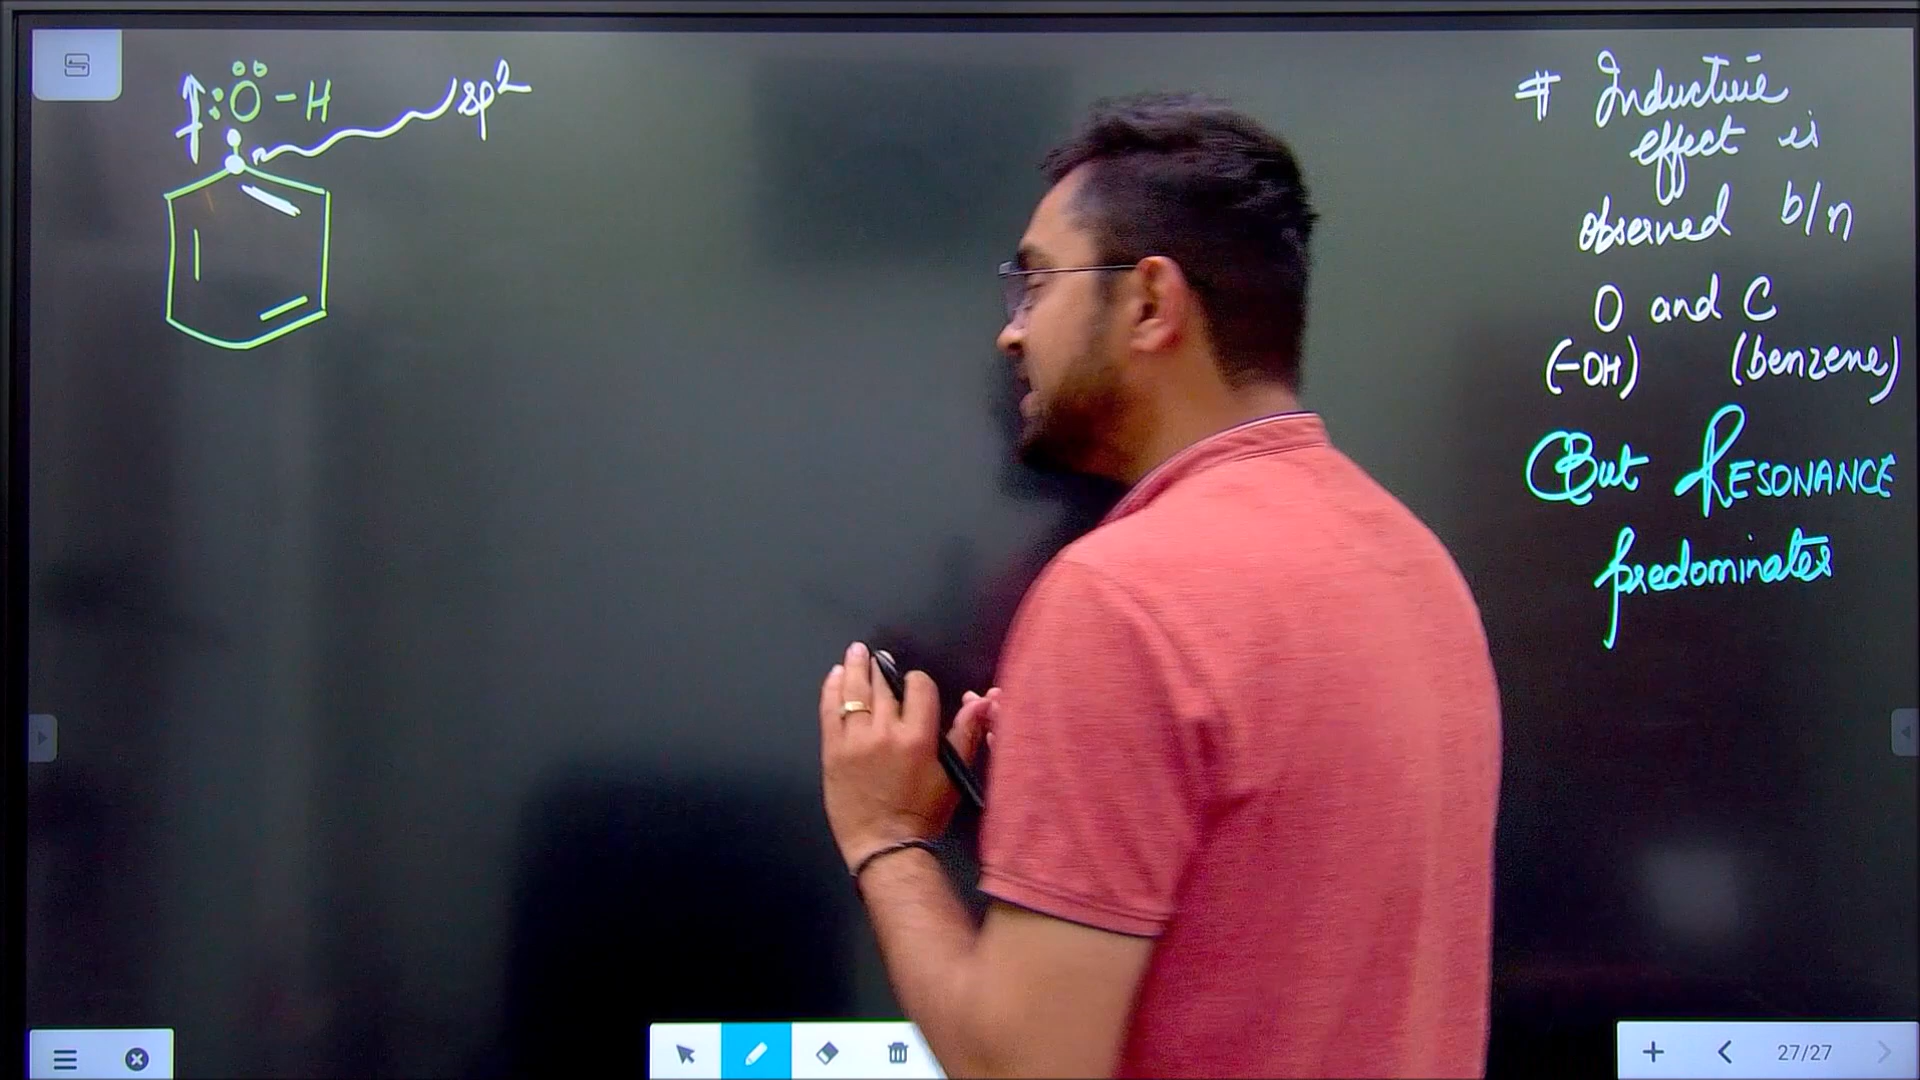 :Ö-H
sp²
# Inductive
effect is
observed b/n
O and C
(-OH) (benzene)
But RESONANCE
predominates
27/27